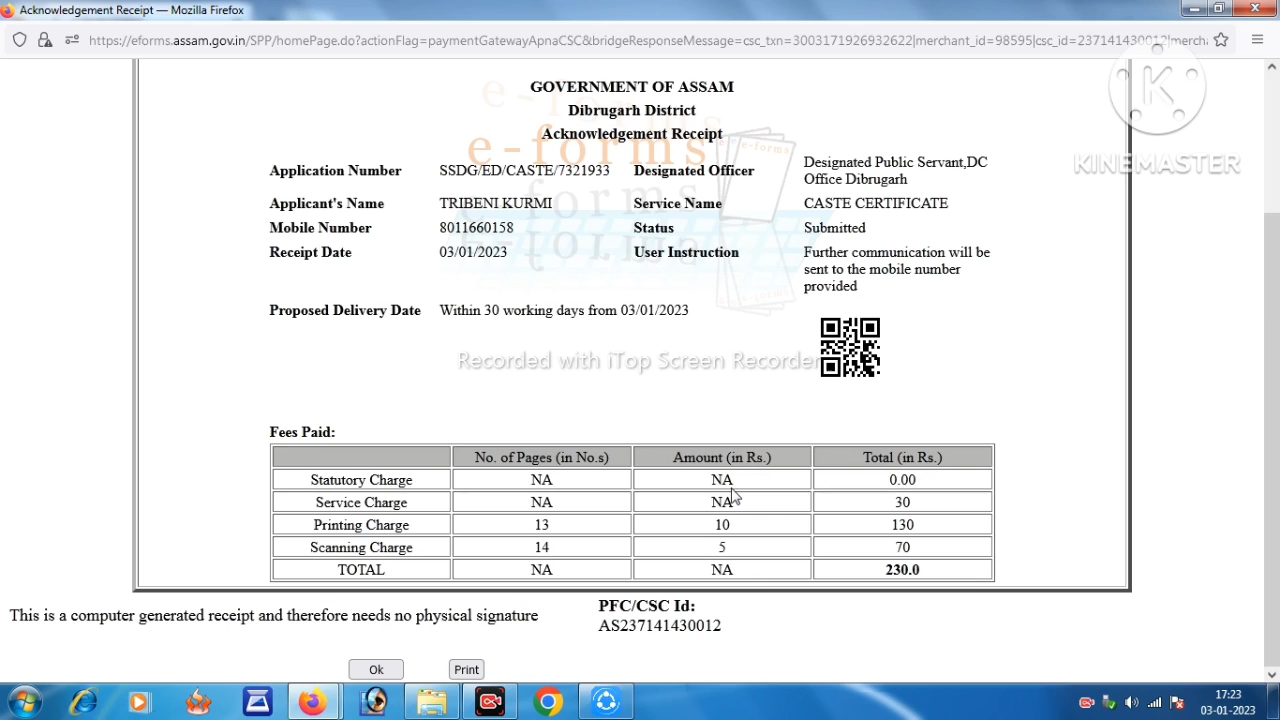 Acknowledgement Receipt — Mozilla Firefox
https://eforms.assam.gov.in/SPP/homePage.do?actionFlag=paymentGatewayApnaCSC&bridgeResponseMessage=csc_txn=3003171926932622|merchant_id=98595|csc_id=237141430012|merch
GOVERNMENT OF ASSAM
Dibrugarh District
Acknowledgement Receipt
e-forms
KINEMASTER
Application Number SSDG/ED/CASTE/7321933 Designated Officer Designated Public Servant,DC
Office Dibrugarh
Applicant's Name TRIBENI KURMI Service Name CASTE CERTIFICATE
Mobile Number 8011660158 Status Submitted
Receipt Date 03/01/2023 User Instruction Further communication will be
sent to the mobile number
provided
Proposed Delivery Date Within 30 working days from 03/01/2023
Recorded with iTop Screen Recorder
Fees Paid:
No. of Pages (in No.s) Amount (in Rs.) Total (in Rs.)
Statutory Charge NA NA 0.00
Service Charge NA NA 30
Printing Charge 13 10 130
Scanning Charge 14 5 70
TOTAL NA NA 230.0
This is a computer generated receipt and therefore needs no physical signature
PFC/CSC Id:
AS237141430012
Ok Print
17:23
03-01-2023